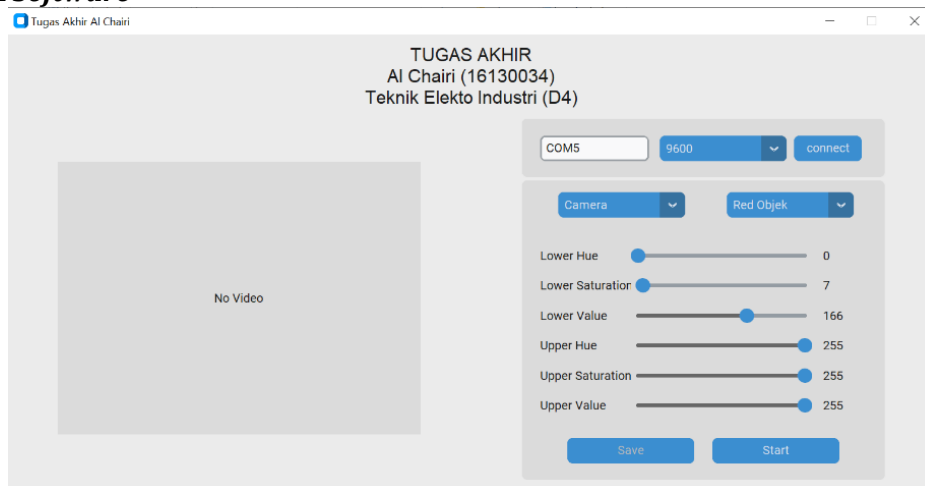 Tugas Akhir Al Chairi
TUGAS AKHIR
Al Chairi (16130034)
Teknik Elekto Industri (D4)
COM5 9600 connect
Camera Red Objek
No Video
Lower Hue 0
Lower Saturation 7
Lower Value 166
Upper Hue 255
Upper Saturation 255
Upper Value 255
Save Start